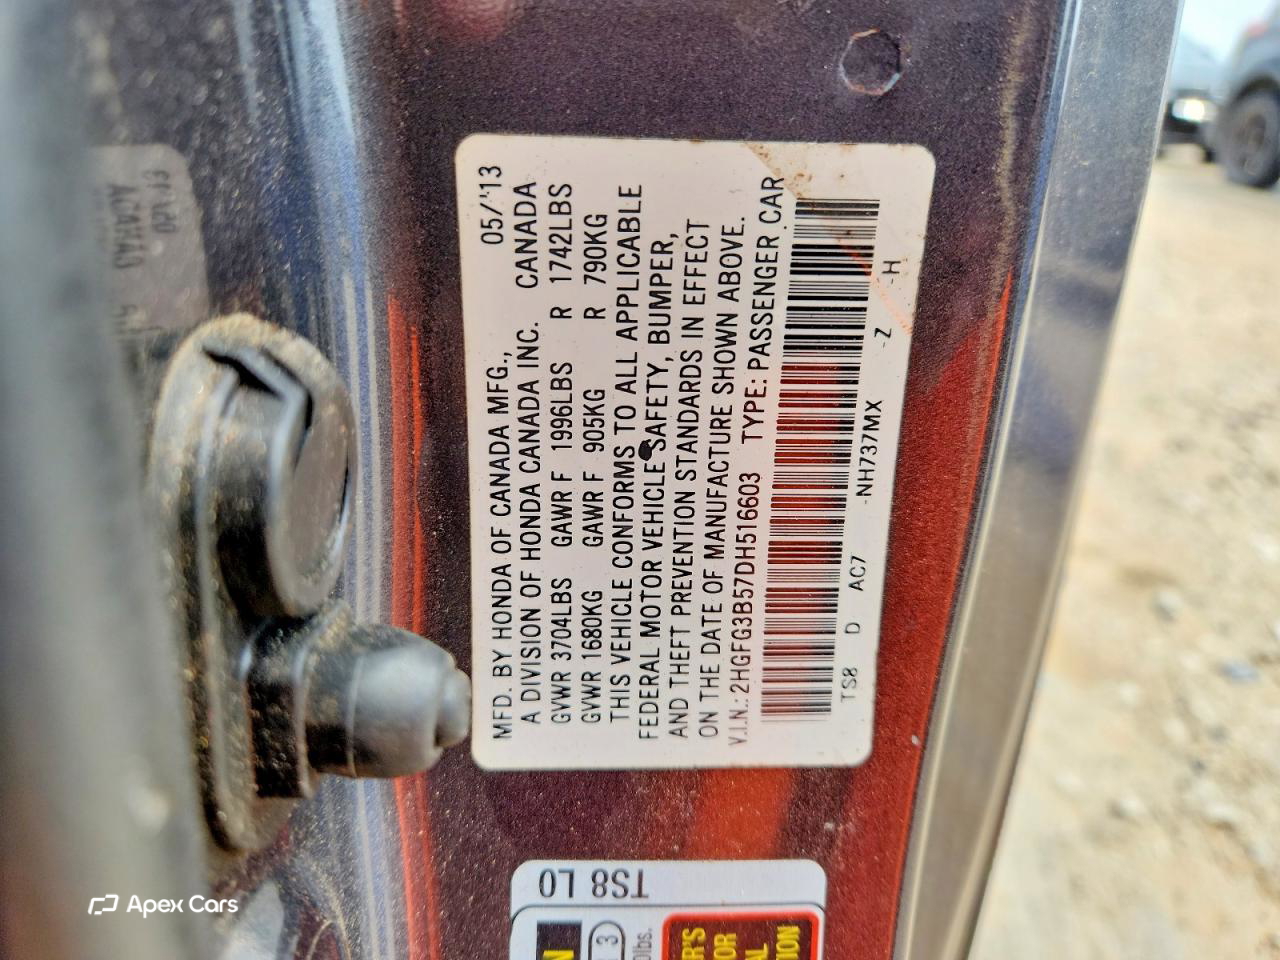 MFD. BY HONDA OF CANADA MFG., 05/'13
A DIVISION OF HONDA CANADA INC. CANADA
GVWR 3704LBS GAWR F 1996LBS R 1742LBS
GVWR 1680KG GAWR F 905KG R 790KG
THIS VEHICLE CONFORMS TO ALL APPLICABLE
FEDERAL MOTOR VEHICLE SAFETY, BUMPER,
AND THEFT PREVENTION STANDARDS IN EFFECT
ON THE DATE OF MANUFACTURE SHOWN ABOVE.
V.I.N.: 2HGFG3B57DH516603 TYPE: PASSENGER CAR
TS8 D AC7 -NH737MX -Z -H
TS8 L0
Apex Cars